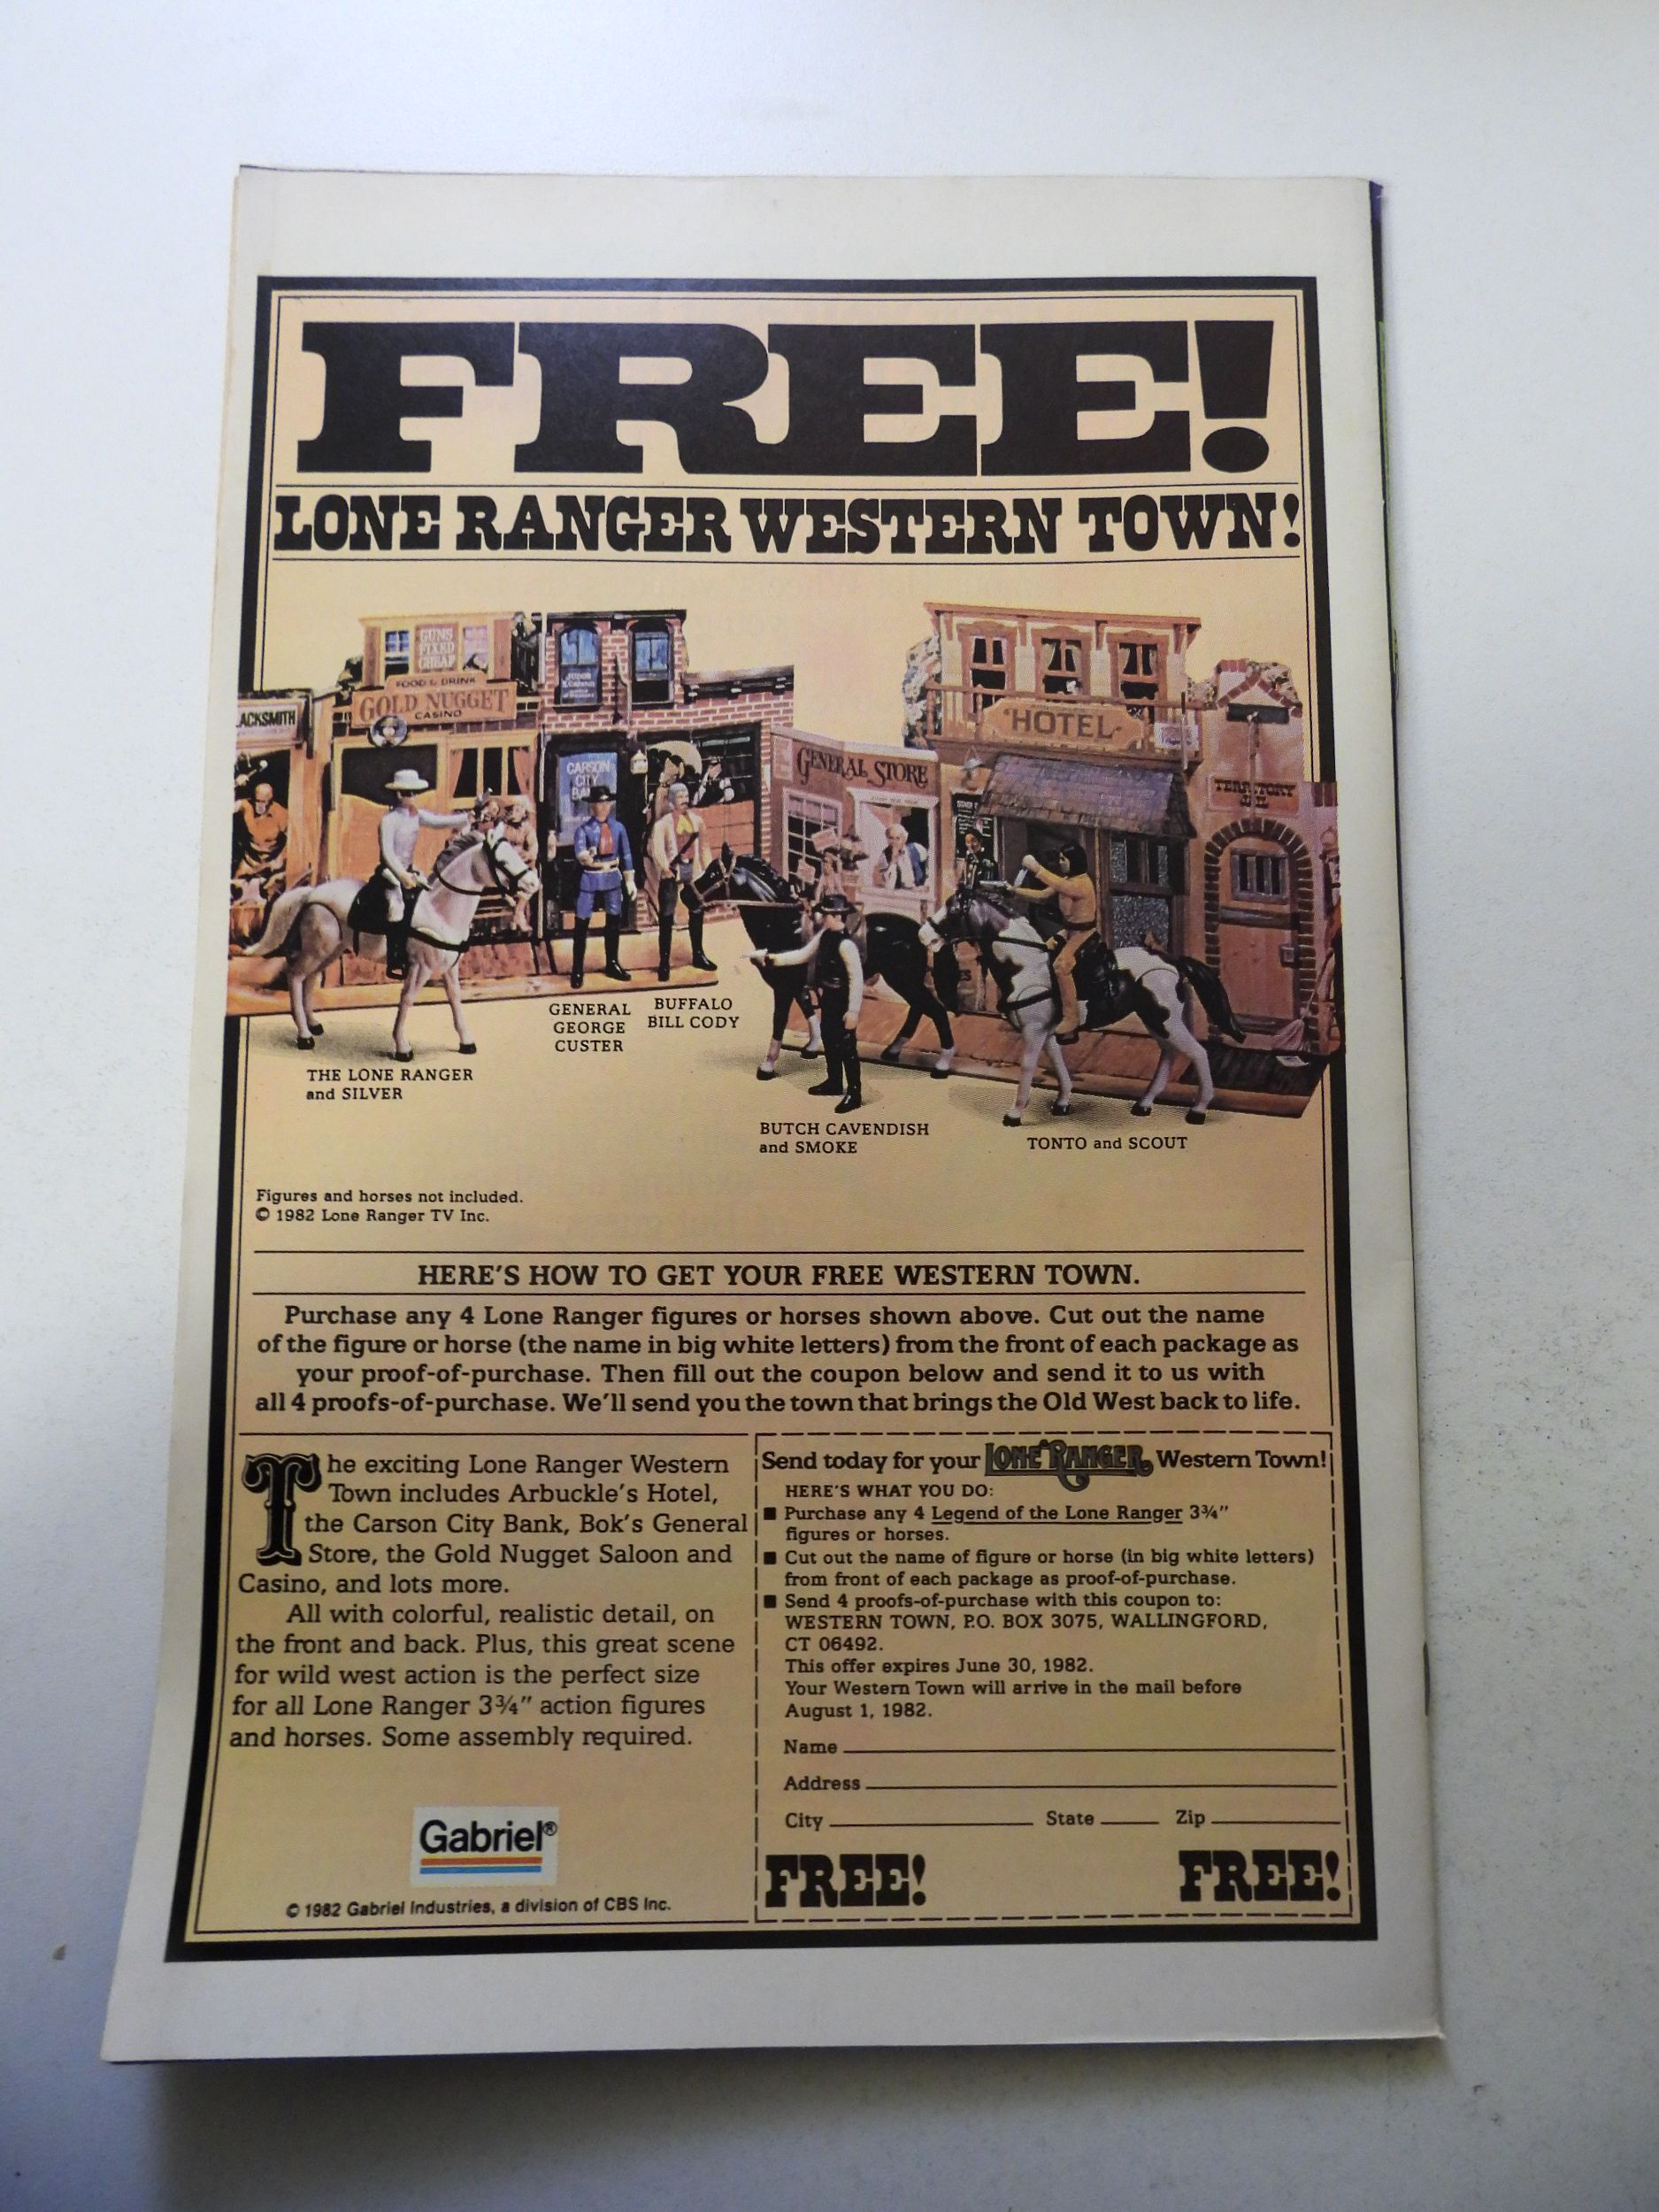 FREE!
LONE RANGER WESTERN TOWN!
GUNS
FIXED
CHEAP
FOOD & DRINK
GOLD NUGGET
CASINO
ACKSMITH
CARSON
CITY
BA
GENERAL STORE
HOTEL
TERRITORY
JAIL
THE LONE RANGER
and SILVER
GENERAL
GEORGE
CUSTER
BUFFALO
BILL CODY
BUTCH CAVENDISH
and SMOKE
TONTO and SCOUT
Figures and horses not included.
© 1982 Lone Ranger TV Inc.
HERE'S HOW TO GET YOUR FREE WESTERN TOWN.
Purchase any 4 Lone Ranger figures or horses shown above. Cut out the name
of the figure or horse (the name in big white letters) from the front of each package as
your proof-of-purchase. Then fill out the coupon below and send it to us with
all 4 proofs-of-purchase. We'll send you the town that brings the Old West back to life.
The exciting Lone Ranger Western
Town includes Arbuckle's Hotel,
the Carson City Bank, Bok's General
Store, the Gold Nugget Saloon and
Casino, and lots more.
All with colorful, realistic detail, on
the front and back. Plus, this great scene
for wild west action is the perfect size
for all Lone Ranger 3¾" action figures
and horses. Some assembly required.
Gabriel®
© 1982 Gabriel Industries, a division of CBS Inc.
Send today for your LONE RANGER Western Town!
HERE'S WHAT YOU DO:
■ Purchase any 4 Legend of the Lone Ranger 3¾"
figures or horses.
■ Cut out the name of figure or horse (in big white letters)
from front of each package as proof-of-purchase.
■ Send 4 proofs-of-purchase with this coupon to:
WESTERN TOWN, P.O. BOX 3075, WALLINGFORD,
CT 06492.
This offer expires June 30, 1982.
Your Western Town will arrive in the mail before
August 1, 1982.
Name
Address
City State Zip
FREE! FREE!